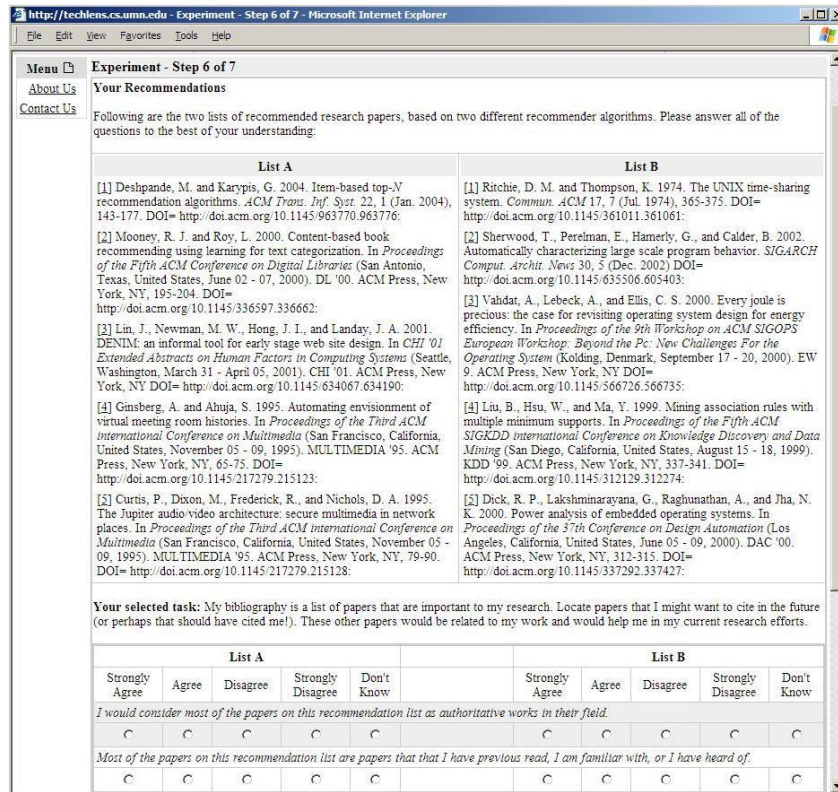 http://techlens.cs.umn.edu - Experiment - Step 6 of 7 - Microsoft Internet Explorer
File Edit View Favorites Tools Help
Menu
About Us
Contact Us
Experiment - Step 6 of 7
Your Recommendations
Following are the two lists of recommended research papers, based on two different recommender algorithms. Please answer all of the
questions to the best of your understanding:
List A
[1] Deshpande, M. and Karypis, G. 2004. Item-based top-N
recommendation algorithms. ACM Trans. Inf. Syst. 22, 1 (Jan. 2004),
143-177. DOI= http://doi.acm.org/10.1145/963770.963776:
[2] Mooney, R. J. and Roy, L. 2000. Content-based book
recommending using learning for text categorization. In Proceedings
of the Fifth ACM Conference on Digital Libraries (San Antonio,
Texas, United States, June 02 - 07, 2000). DL '00. ACM Press, New
York, NY, 195-204. DOI=
http://doi.acm.org/10.1145/336597.336662:
[3] Lin, J., Newman, M. W., Hong, J. I., and Landay, J. A. 2001.
DENIM: an informal tool for early stage web site design. In CHI '01
Extended Abstracts on Human Factors in Computing Systems (Seattle,
Washington, March 31 - April 05, 2001). CHI '01. ACM Press, New
York, NY DOI= http://doi.acm.org/10.1145/634067.634190:
[4] Ginsberg, A. and Ahuja, S. 1995. Automating envisionment of
virtual meeting room histories. In Proceedings of the Third ACM
international Conference on Multimedia (San Francisco, California,
United States, November 05 - 09, 1995). MULTIMEDIA '95. ACM
Press, New York, NY, 65-75. DOI=
http://doi.acm.org/10.1145/217279.215123:
[5] Curtis, P., Dixon, M., Frederick, R., and Nichols, D. A. 1995.
The Jupiter audio/video architecture: secure multimedia in network
places. In Proceedings of the Third ACM international Conference on
Multimedia (San Francisco, California, United States, November 05 -
09, 1995). MULTIMEDIA '95. ACM Press, New York, NY, 79-90.
DOI= http://doi.acm.org/10.1145/217279.215128:
List B
[1] Ritchie, D. M. and Thompson, K. 1974. The UNIX time-sharing
system. Commun. ACM 17, 7 (Jul. 1974), 365-375. DOI=
http://doi.acm.org/10.1145/361011.361061:
[2] Sherwood, T., Perelman, E., Hamerly, G., and Calder, B. 2002.
Automatically characterizing large scale program behavior. SIGARCH
Comput. Archit. News 30, 5 (Dec. 2002) DOI=
http://doi.acm.org/10.1145/635506.605403:
[3] Vahdat, A., Lebeck, A., and Ellis, C. S. 2000. Every joule is
precious: the case for revisiting operating system design for energy
efficiency. In Proceedings of the 9th Workshop on ACM SIGOPS
European Workshop: Beyond the Pc: New Challenges For the
Operating System (Kolding, Denmark, September 17 - 20, 2000). EW
9. ACM Press, New York, NY DOI=
http://doi.acm.org/10.1145/566726.566735:
[4] Liu, B., Hsu, W., and Ma, Y. 1999. Mining association rules with
multiple minimum supports. In Proceedings of the Fifth ACM
SIGKDD international Conference on Knowledge Discovery and Data
Mining (San Diego, California, United States, August 15 - 18, 1999).
KDD '99. ACM Press, New York, NY, 337-341. DOI=
http://doi.acm.org/10.1145/312129.312274:
[5] Dick, R. P., Lakshminarayana, G., Raghunathan, A., and Jha, N.
K. 2000. Power analysis of embedded operating systems. In
Proceedings of the 37th Conference on Design Automation (Los
Angeles, California, United States, June 05 - 09, 2000). DAC '00.
ACM Press, New York, NY, 312-315. DOI=
http://doi.acm.org/10.1145/337292.337427:
Your selected task: My bibliography is a list of papers that are important to my research. Locate papers that I might want to cite in the future
(or perhaps that should have cited me!). These other papers would be related to my work and would help me in my current research efforts.
List A List B
Strongly Agree Agree Disagree Strongly Disagree Don't Know Strongly Agree Agree Disagree Strongly Disagree Don't Know
I would consider most of the papers on this recommendation list as authoritative works in their field.
Most of the papers on this recommendation list are papers that that I have previous read, I am familiar with, or I have heard of.